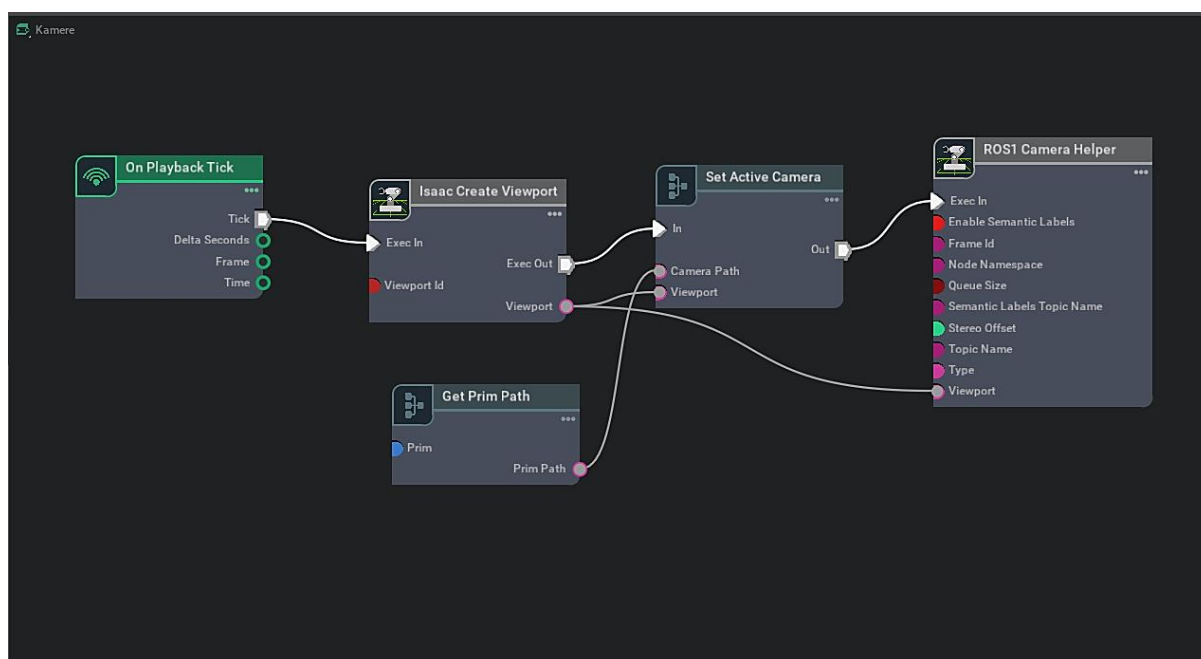 Kamere
On Playback Tick
Tick
Delta Seconds
Frame
Time
Isaac Create Viewport
Exec In
Exec Out
Viewport Id
Viewport
Get Prim Path
Prim
Prim Path
Set Active Camera
In
Out
Camera Path
Viewport
ROS1 Camera Helper
Exec In
Enable Semantic Labels
Frame Id
Node Namespace
Queue Size
Semantic Labels Topic Name
Stereo Offset
Topic Name
Type
Viewport